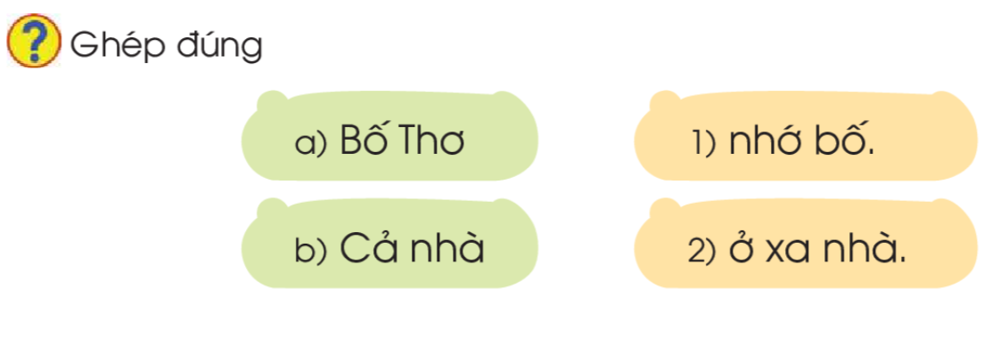 ? Ghép đúng
a) Bố Thơ
1) nhớ bố.
b) Cả nhà
2) ở xa nhà.